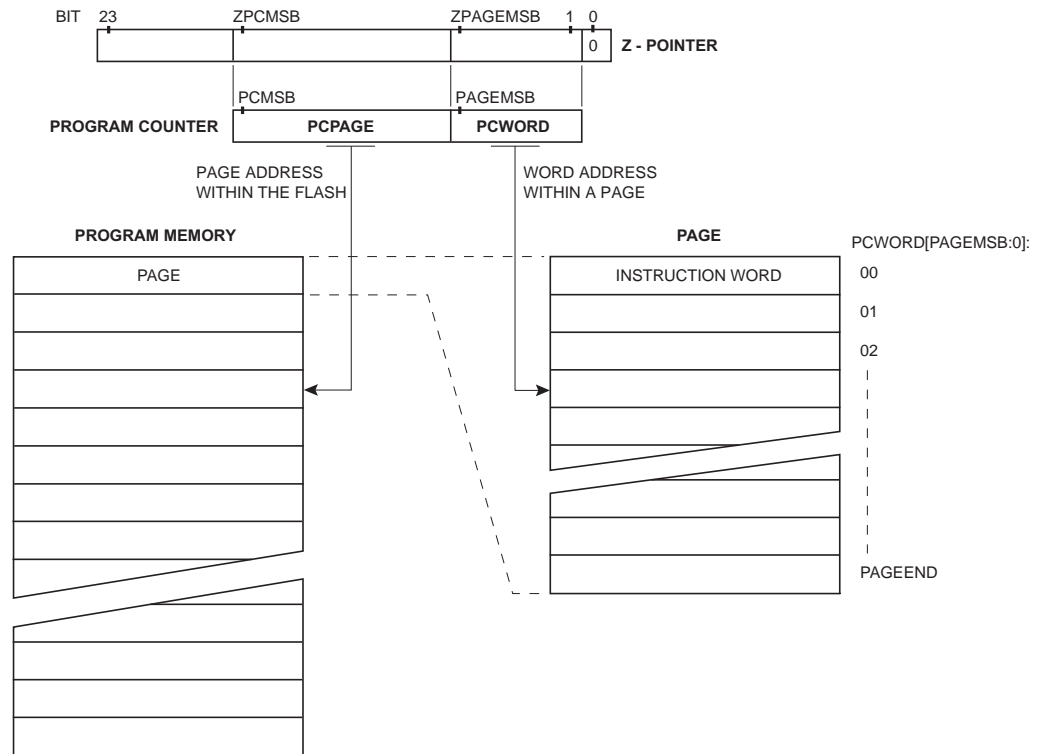 BIT 23 ZPCMSB ZPAGEMSB 1 0
0 Z - POINTER
PCMSB PAGEMSB
PROGRAM COUNTER PCPAGE PCWORD
PAGE ADDRESS
WITHIN THE FLASH
WORD ADDRESS
WITHIN A PAGE
PROGRAM MEMORY PAGE PCWORD[PAGEMSB:0]:
PAGE INSTRUCTION WORD 00
01
02
PAGEEND